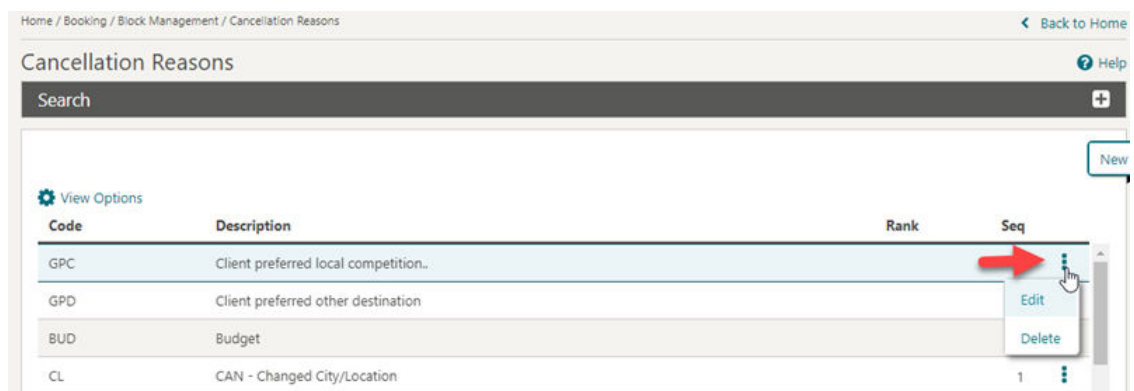 Home / Booking / Block Management / Cancellation Reasons Back to Home
Cancellation Reasons Help
Search
New
View Options
Code Description Rank Seq
GPC Client preferred local competition..
GPD Client preferred other destination
Edit
BUD Budget
Delete
CL CAN - Changed City/Location 1